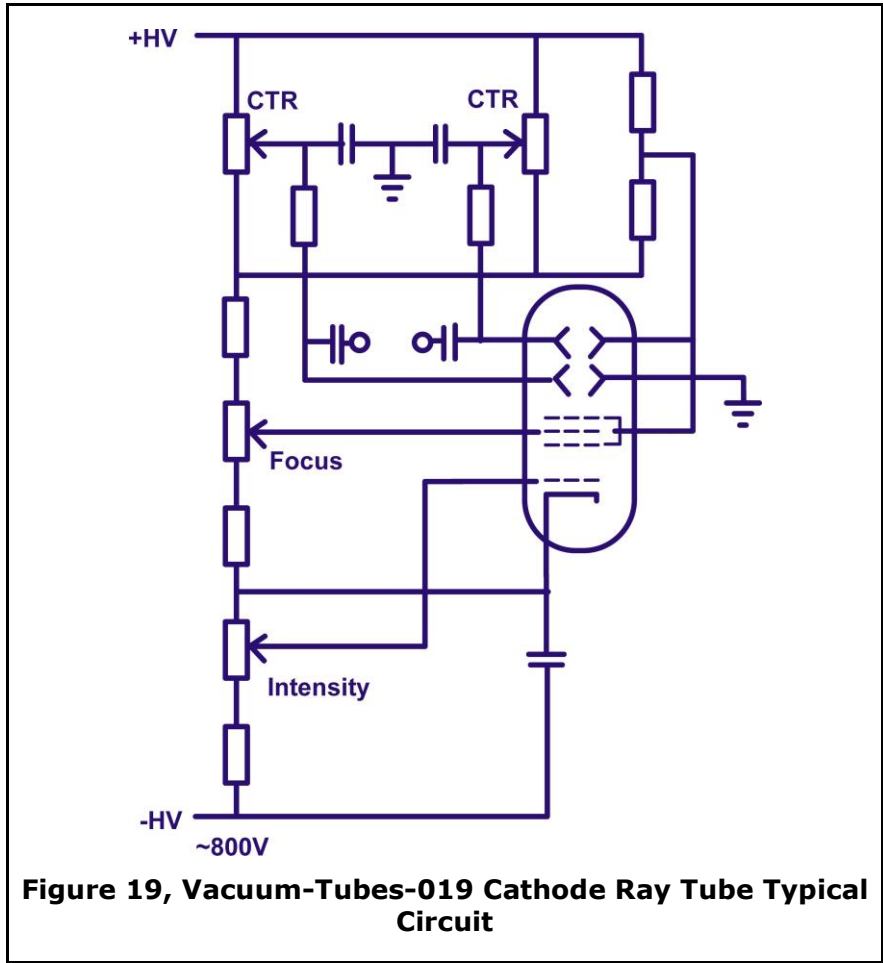 +HV
CTR
CTR
Focus
Intensity
-HV
~800V
Figure 19, Vacuum-Tubes-019 Cathode Ray Tube Typical
Circuit